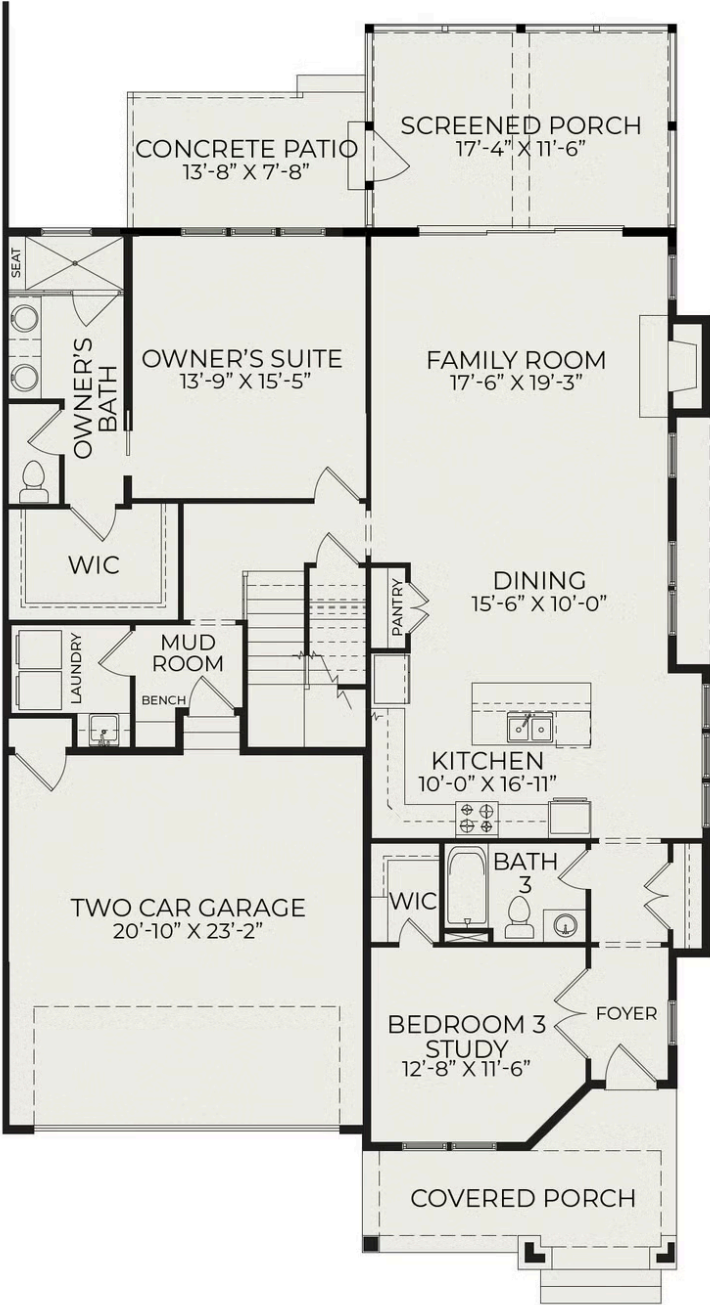 CONCRETE PATIO
13'-8" X 7'-8"
SCREENED PORCH
17'-4" X 11'-6"
SEAT
OWNER'S
BATH
OWNER'S SUITE
13'-9" X 15'-5"
FAMILY ROOM
17'-6" X 19'-3"
WIC
DINING
15'-6" X 10'-0"
PANTRY
LAUNDRY
MUD
ROOM
BENCH
KITCHEN
10'-0" X 16'-11"
TWO CAR GARAGE
20'-10" X 23'-2"
WIC
BATH
3
BEDROOM 3
STUDY
12'-8" X 11'-6"
FOYER
COVERED PORCH